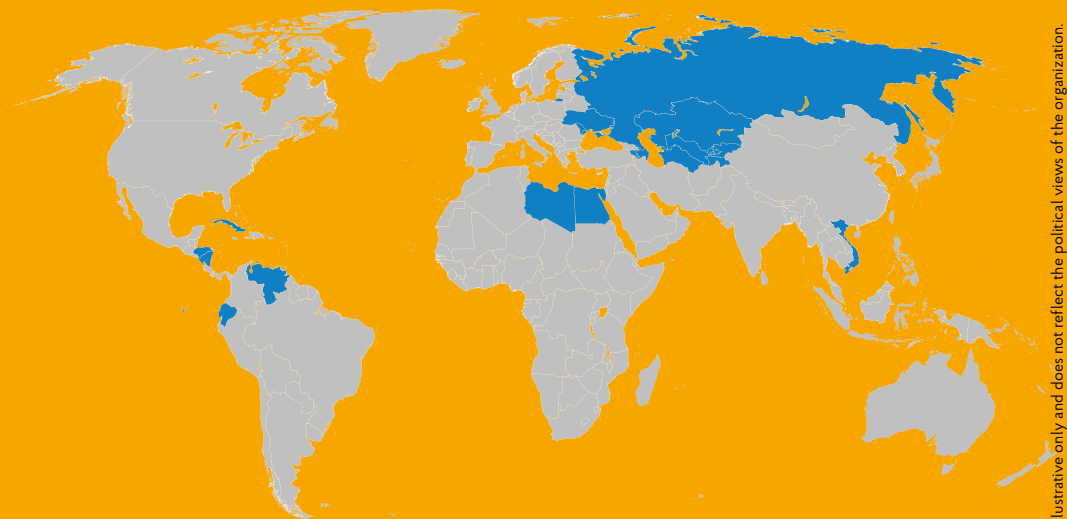 lustrative only and does not reflect the political views of the organization.